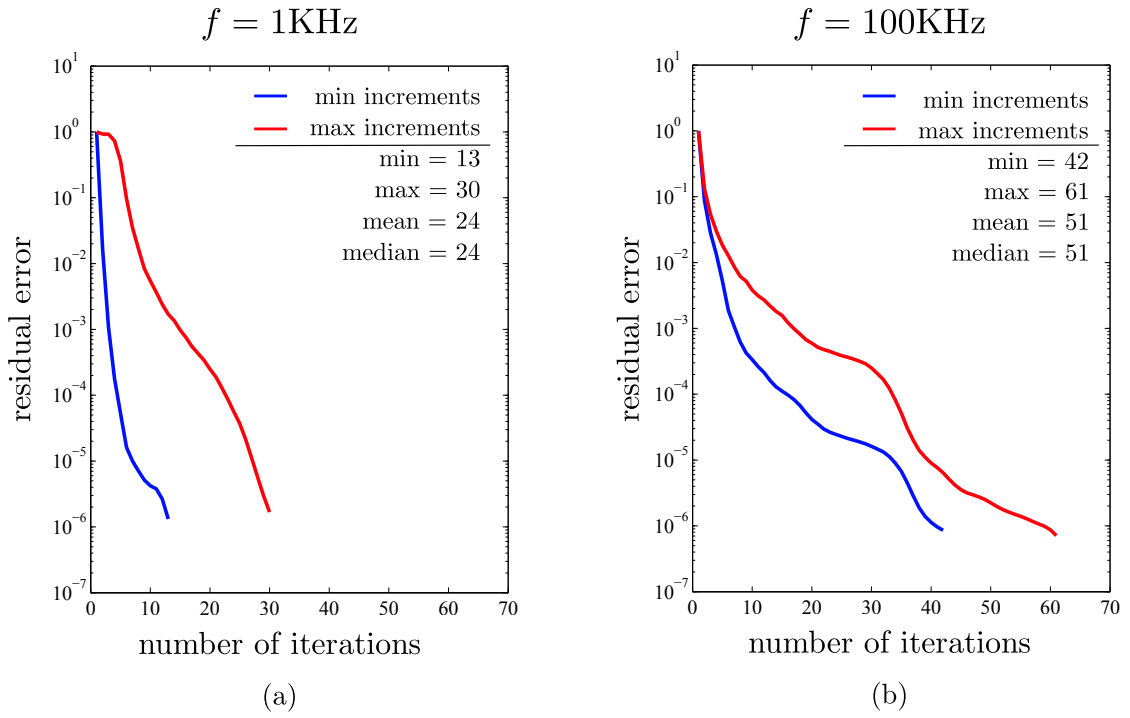 f = 1KHz
10^1
10^0
10^−1
10^−2
10^−3
10^−4
10^−5
10^−6
10^−7
residual error
min increments
max increments
min = 13
max = 30
mean = 24
median = 24
0 10 20 30 40 50 60 70
number of iterations
(a)
f = 100KHz
10^1
10^0
10^−1
10^−2
10^−3
10^−4
10^−5
10^−6
10^−7
residual error
min increments
max increments
min = 42
max = 61
mean = 51
median = 51
0 10 20 30 40 50 60 70
number of iterations
(b)